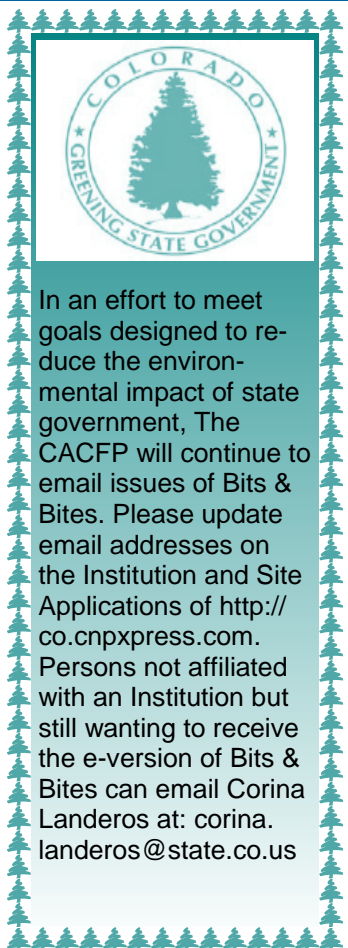 COLORADO
GREENING STATE GOVERNMENT
In an effort to meet
goals designed to re-
duce the environ-
mental impact of state
government, The
CACFP will continue to
email issues of Bits &
Bites. Please update
email addresses on
the Institution and Site
Applications of http://
co.cnpxpress.com.
Persons not affiliated
with an Institution but
still wanting to receive
the e-version of Bits &
Bites can email Corina
Landeros at: corina.
landeros@state.co.us